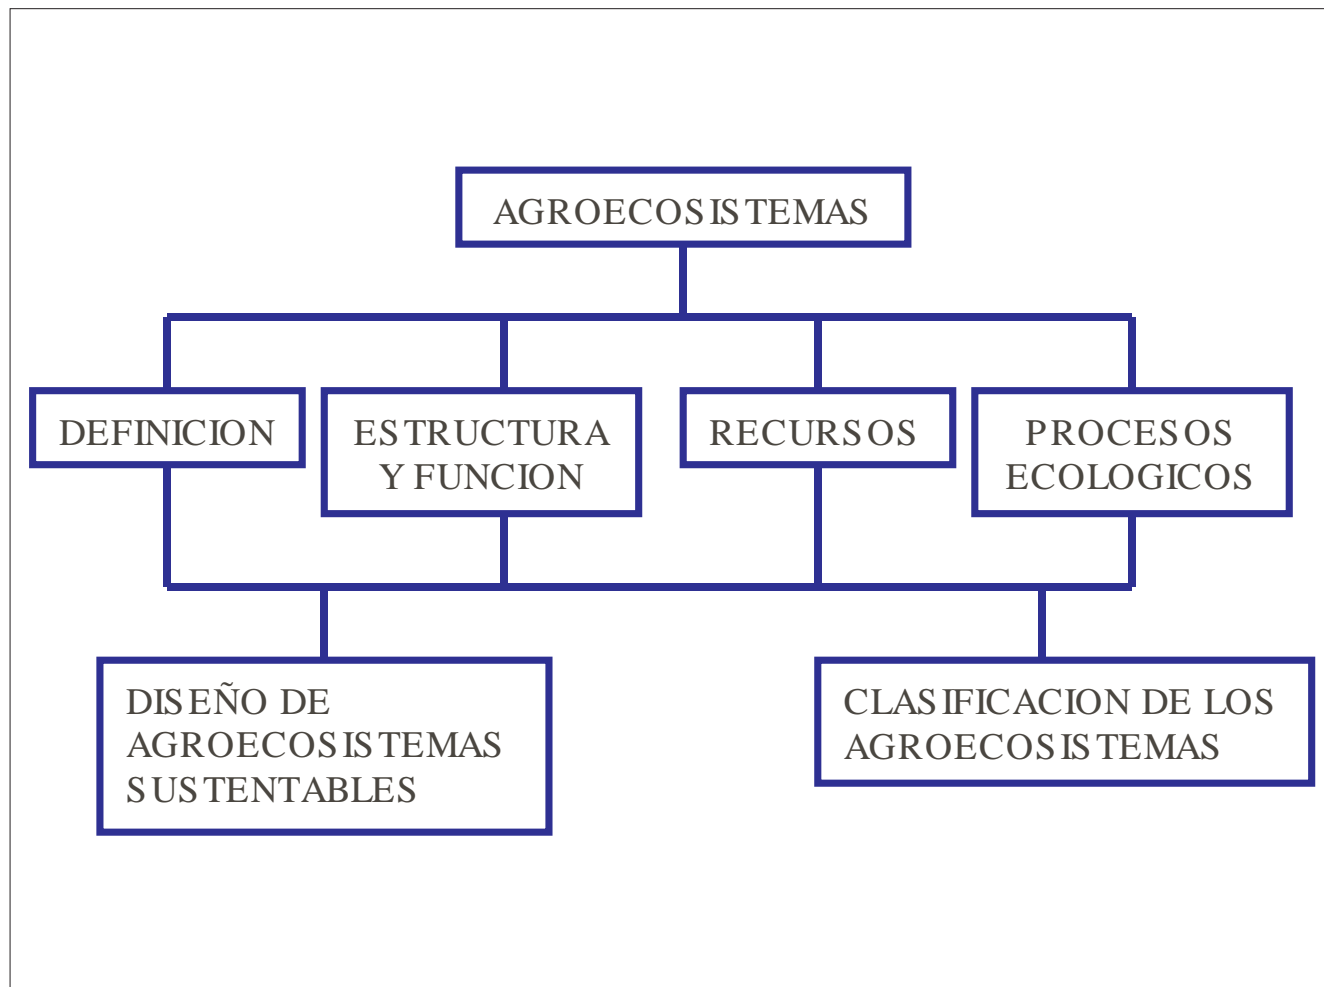 AGROECOSISTEMAS
DEFINICION
ESTRUCTURA
Y FUNCION
RECURSOS
PROCESOS
ECOLOGICOS
DISEÑO DE
AGROECOSISTEMAS
SUSTENTABLES
CLASIFICACION DE LOS
AGROECOSISTEMAS